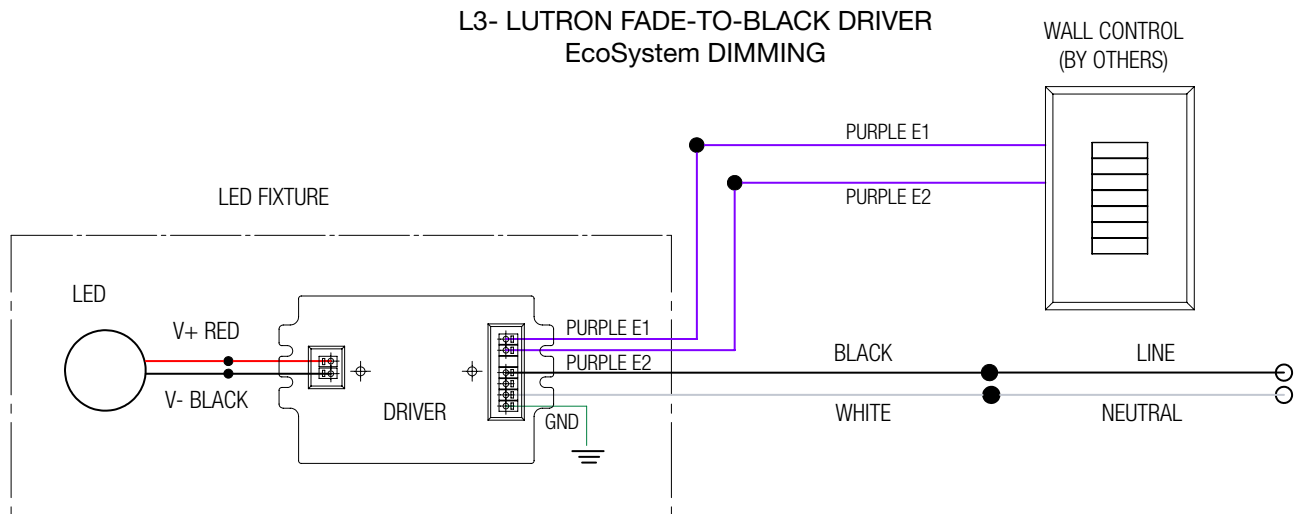 L3- LUTRON FADE-TO-BLACK DRIVER
EcoSystem DIMMING
WALL CONTROL
(BY OTHERS)
PURPLE E1
PURPLE E2
LED FIXTURE
LED
V+ RED
V- BLACK
DRIVER
PURPLE E1
PURPLE E2
GND
BLACK
LINE
WHITE
NEUTRAL